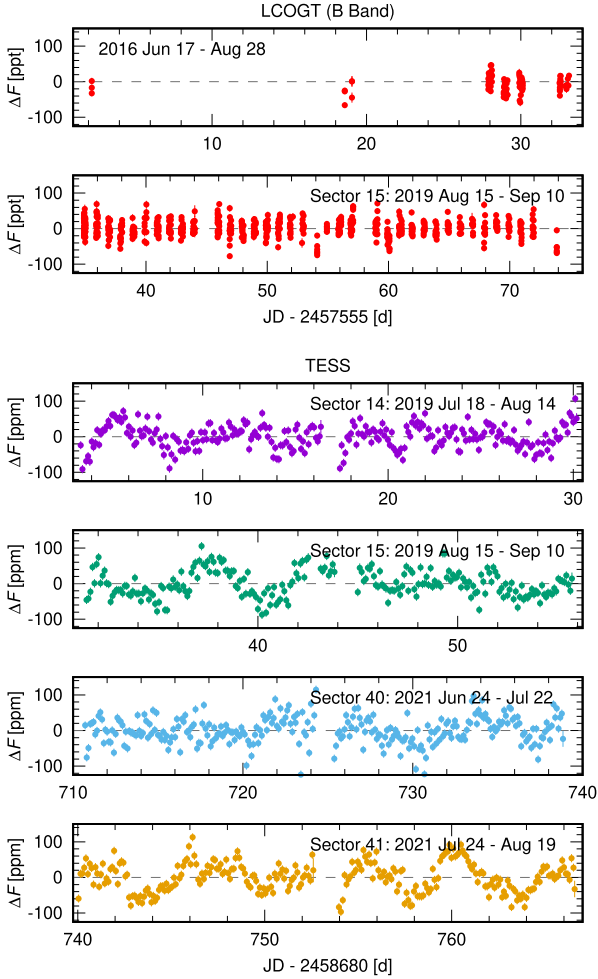 LCOGT (B Band)
ΔF [ppt]
100
0
-100
2016 Jun 17 - Aug 28
10 20 30
ΔF [ppt]
100
0
-100
Sector 15: 2019 Aug 15 - Sep 10
40 50 60 70
JD - 2457555 [d]
TESS
ΔF [ppm]
100
0
-100
Sector 14: 2019 Jul 18 - Aug 14
10 20 30
ΔF [ppm]
100
0
-100
Sector 15: 2019 Aug 15 - Sep 10
40 50
ΔF [ppm]
100
0
-100
Sector 40: 2021 Jun 24 - Jul 22
710 720 730 740
ΔF [ppm]
100
0
-100
Sector 41: 2021 Jul 24 - Aug 19
740 750 760
JD - 2458680 [d]